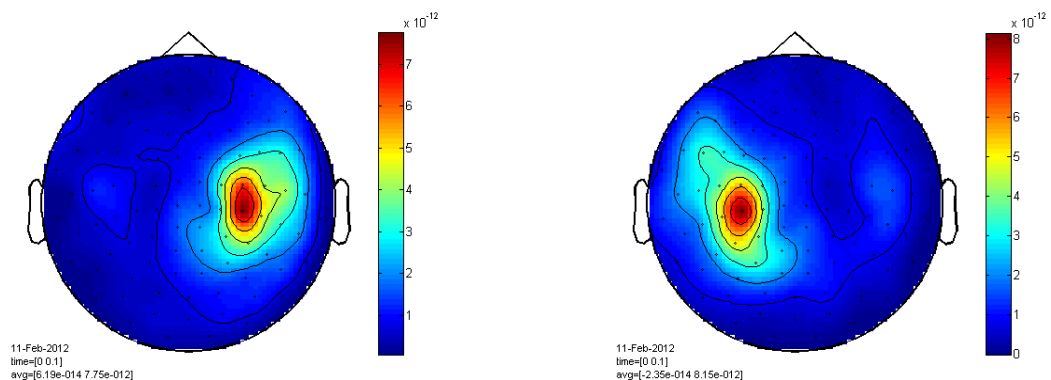 x 10^-12
7
6
5
4
3
2
1
11-Feb-2012
time=[0 0.1]
avg=[6.19e-014 7.75e-012]
x 10^-12
8
7
6
5
4
3
2
1
0
11-Feb-2012
time=[0 0.1]
avg=[-2.35e-014 8.15e-012]